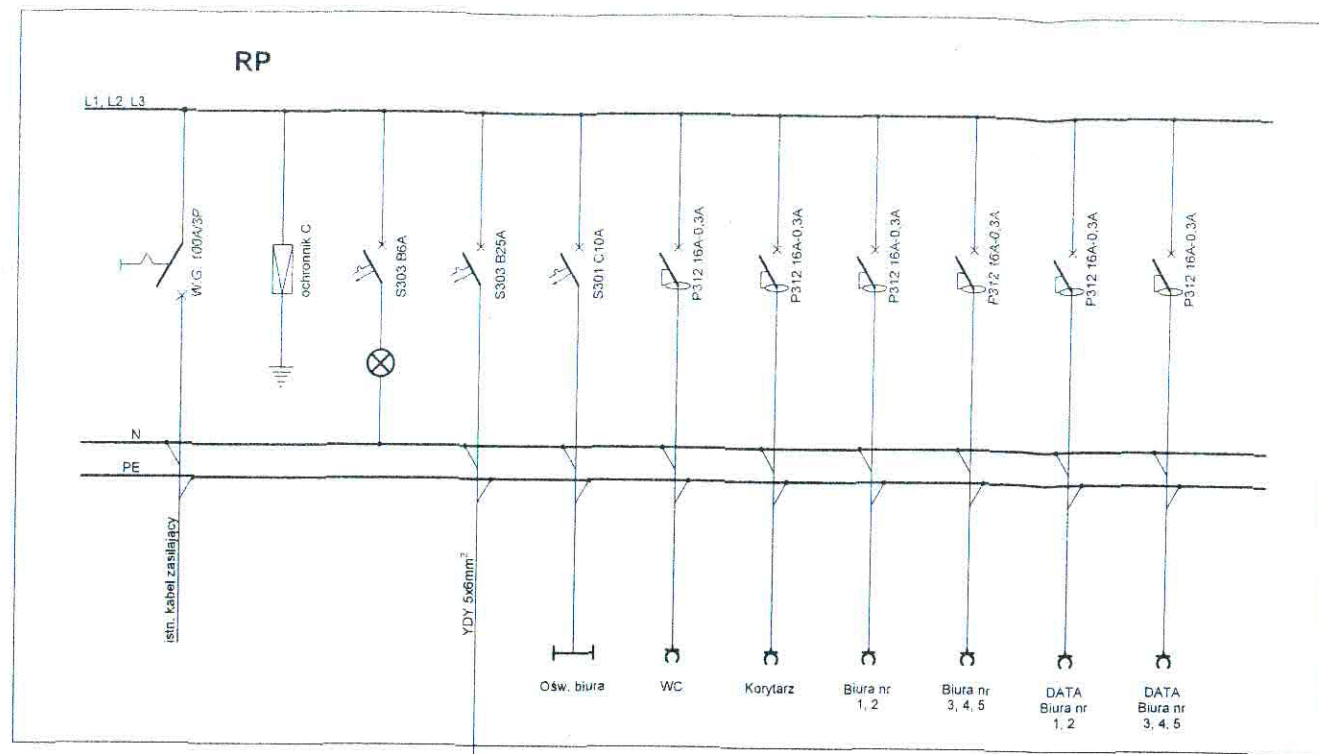 RP
L1, L2, L3
W.G. 100A/3P
ochronnik C
S303 B6A
S303 B25A
S301 C10A
P312 16A-0,3A
P312 16A-0,3A
P312 16A-0,3A
P312 16A-0,3A
P312 16A-0,3A
P312 16A-0,3A
N
PE
istn. kabel zasilający
YDY 5x6mm²
Ośw. biura
WC
Korytarz
Biura nr
1, 2
Biura nr
3, 4, 5
DATA
Biura nr
1, 2
DATA
Biura nr
3, 4, 5